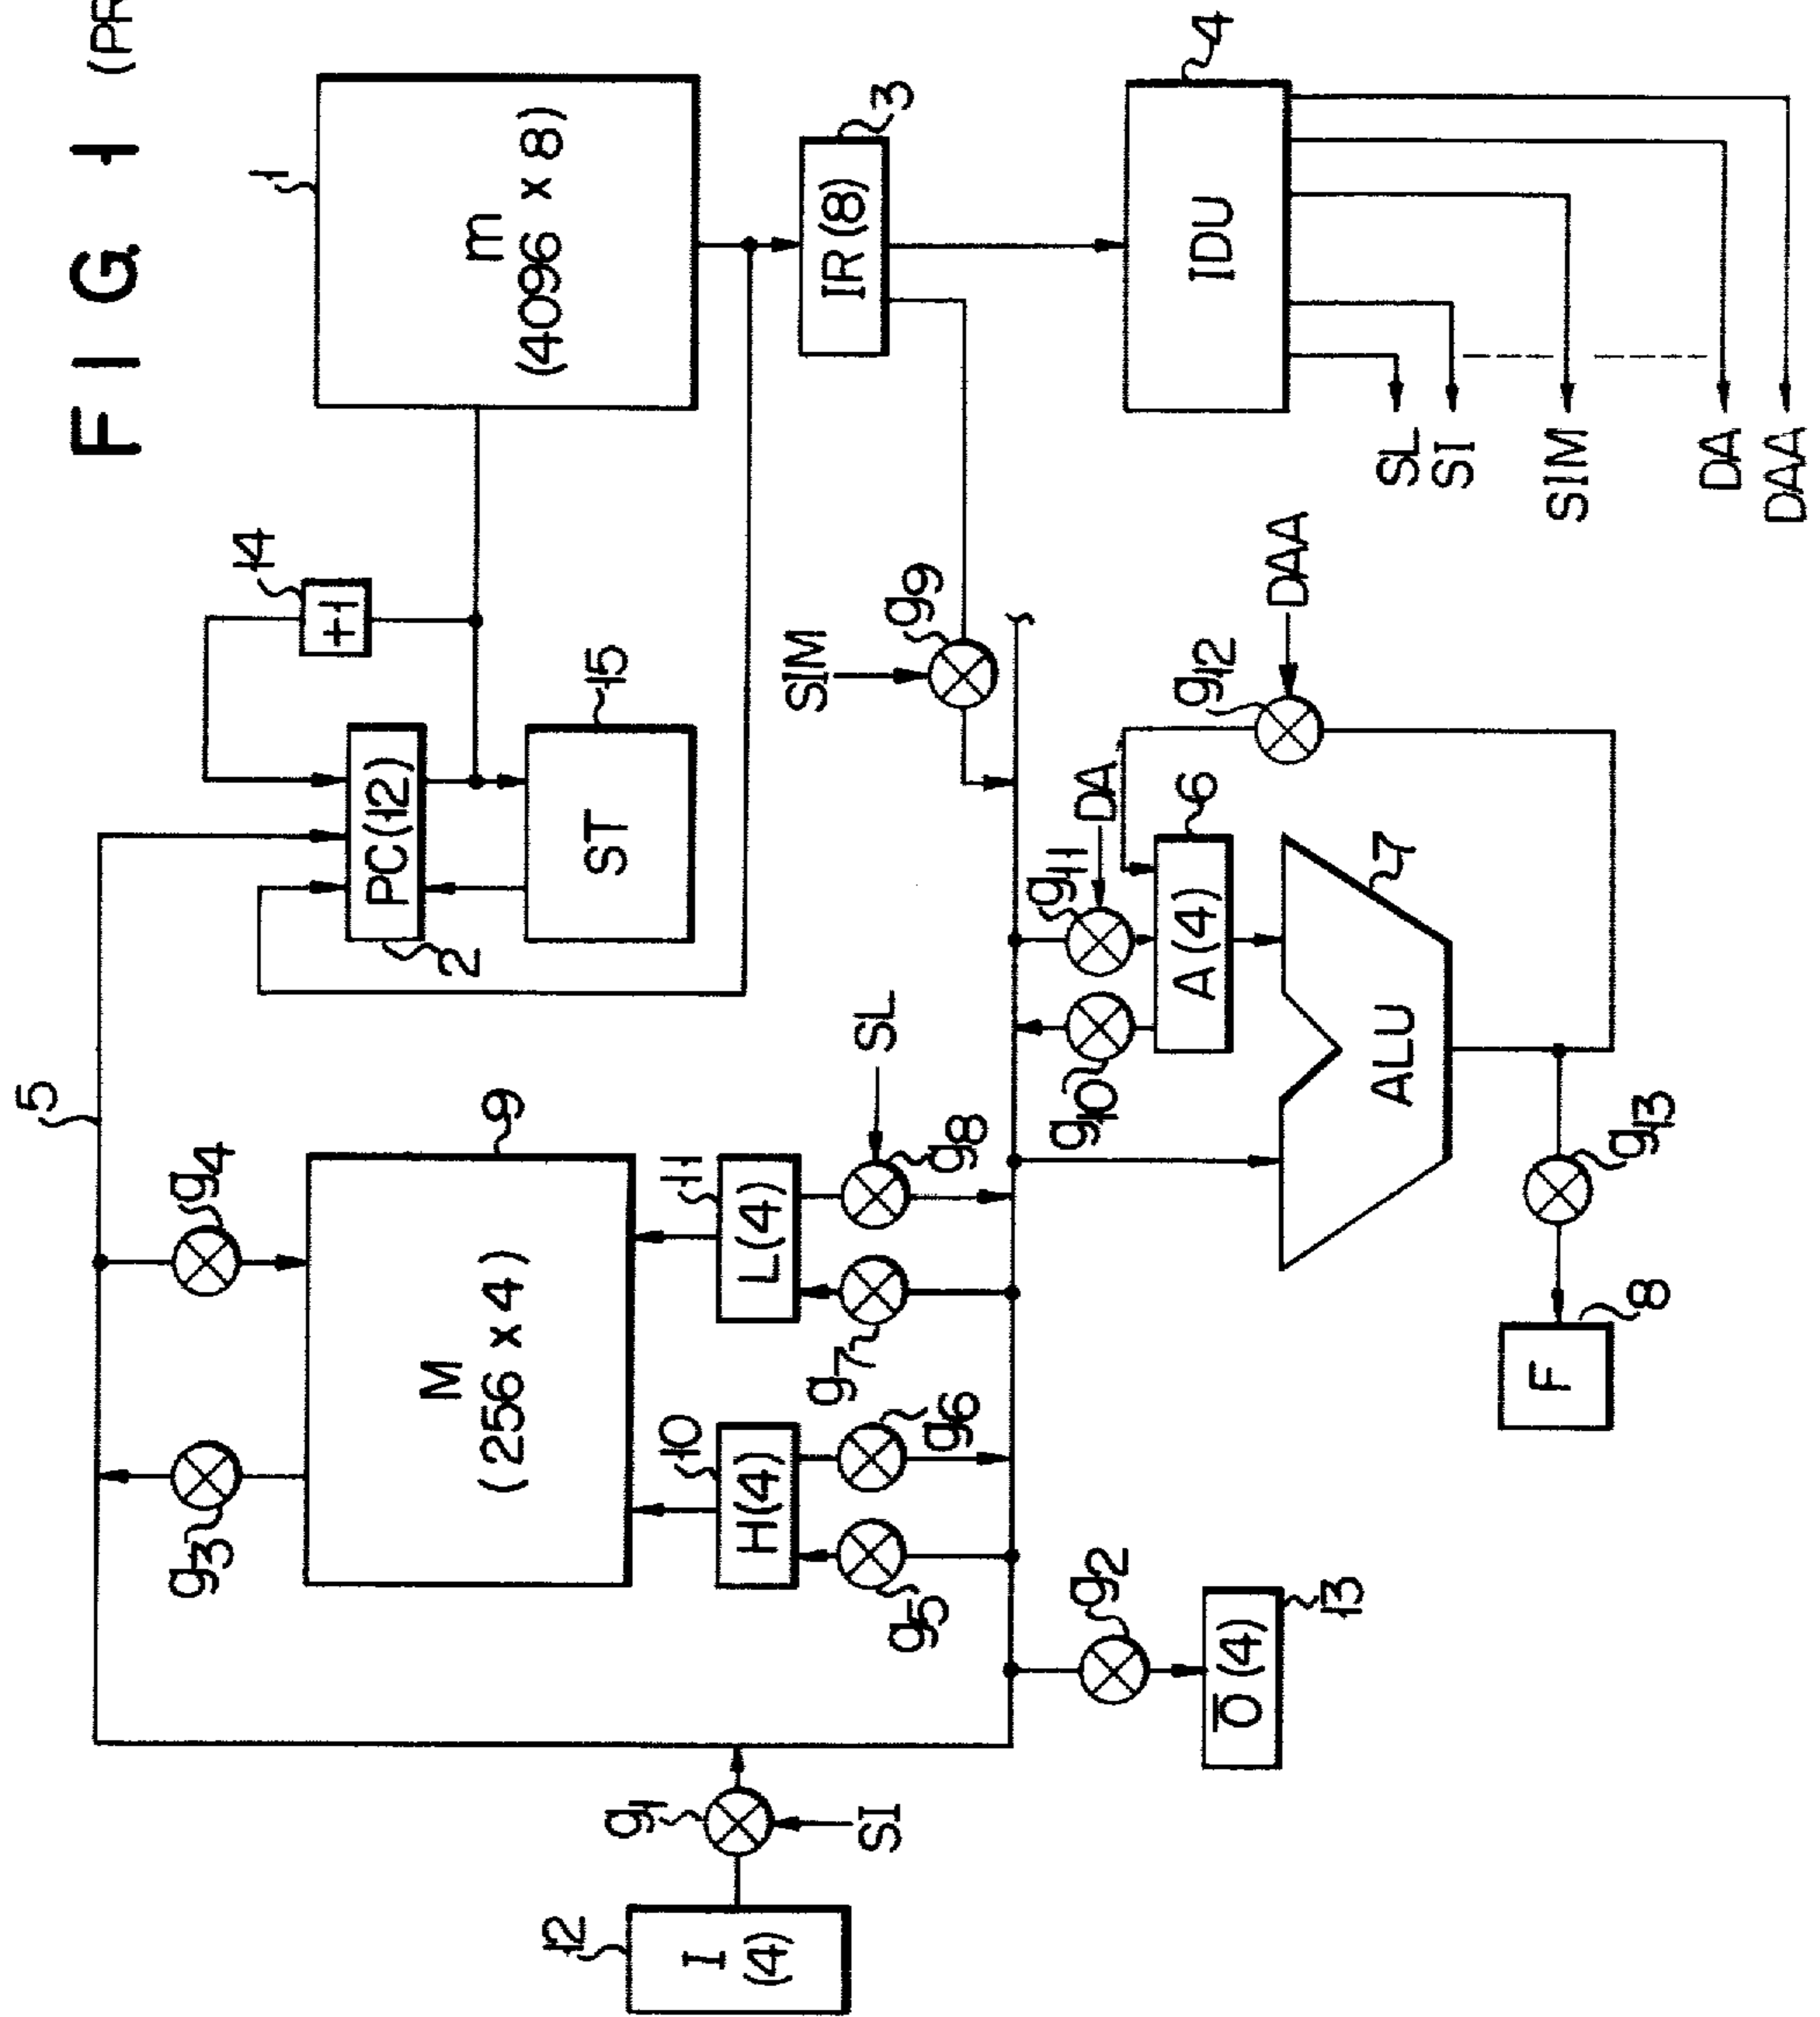 FIG. 1 (PR
1
m
(4096 x 8)
14
+1
PC(12)
2
15
ST
3
IR (8)
4
IDU
SL
SI
SIM
DA
DAA
5
g4
g3
9
M
(256 x 4)
11
L(4)
10
H(4)
SL
g8
g7
g6
g5
SIM
g9
DAA
g12
DA
g11
6
A (4)
g10
7
ALU
g13
8
F
g2
13
O̅ (4)
g1
SI
12
I
(4)